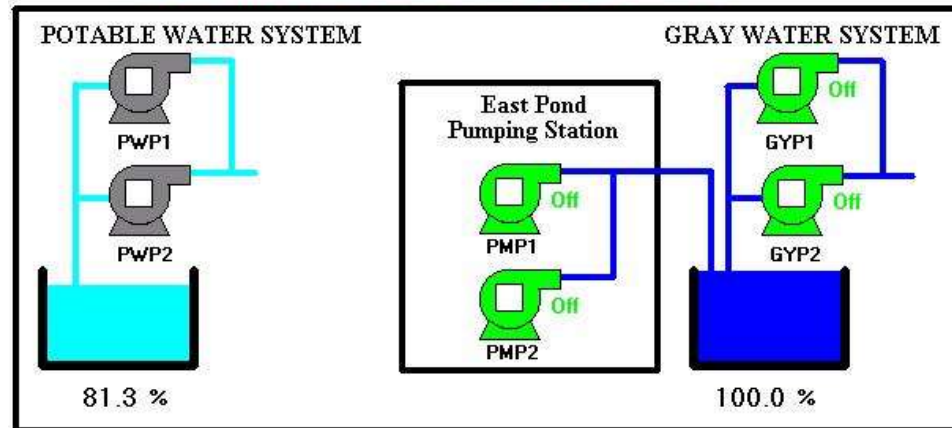 POTABLE WATER SYSTEM
GRAY WATER SYSTEM
PWP1
PWP2
81.3 %
East Pond
Pumping Station
Off
PMP1
Off
PMP2
Off
GYP1
Off
GYP2
100.0 %